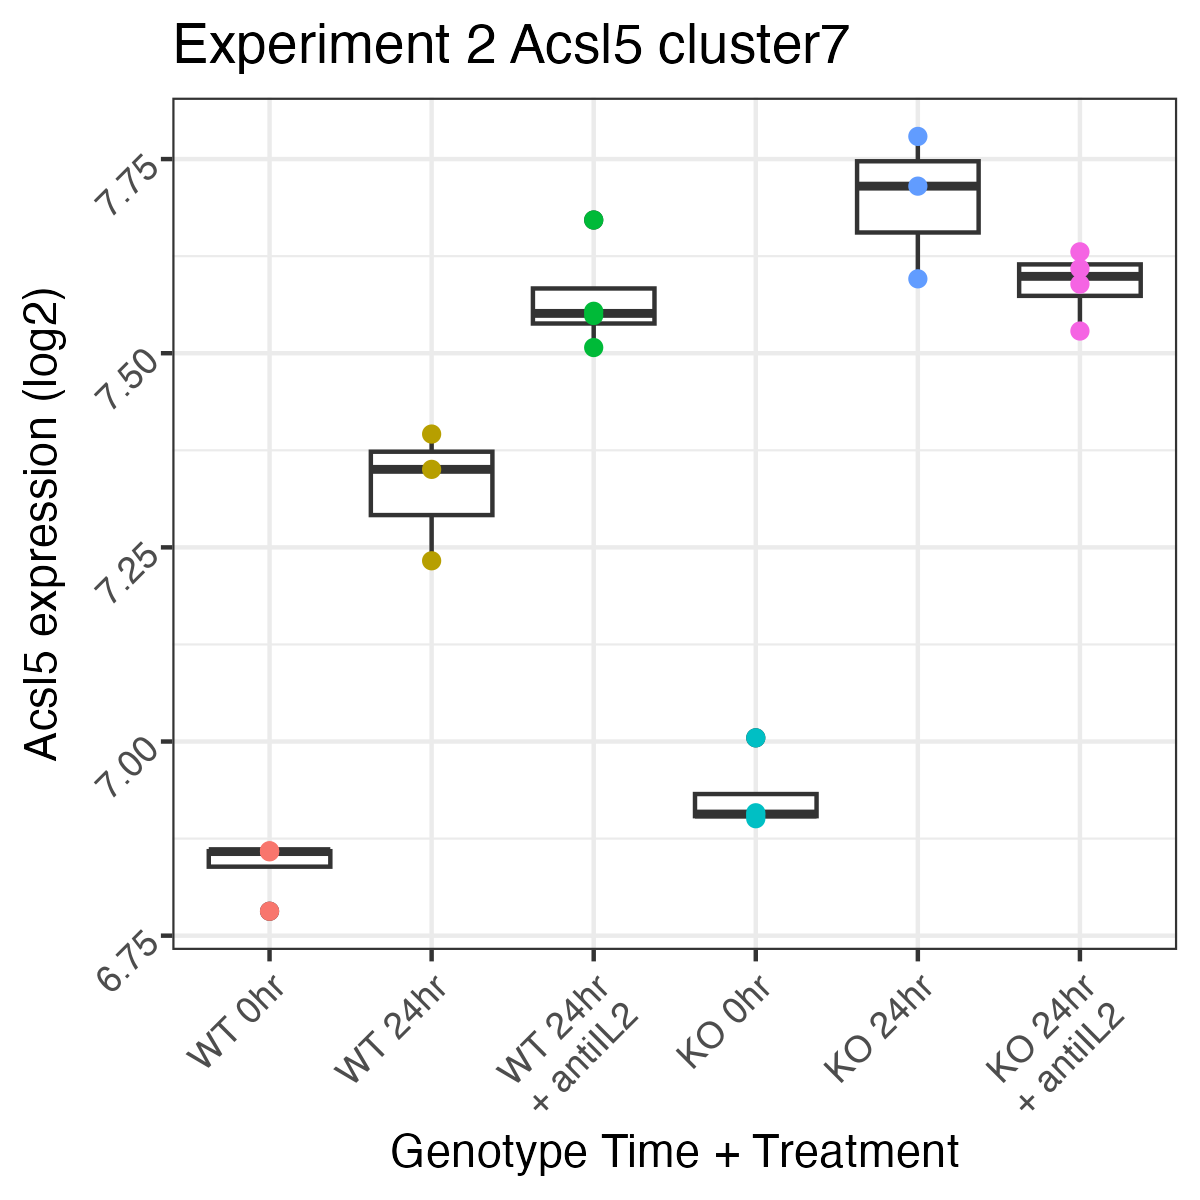 Experiment 2 Acsl5 cluster7
Acsl5 expression (log2)
7.75
7.50
7.25
7.00
6.75
WT 0hr
WT 24hr
WT 24hr
+ antiIL2
KO 0hr
KO 24hr
KO 24hr
+ antiIL2
Genotype Time + Treatment